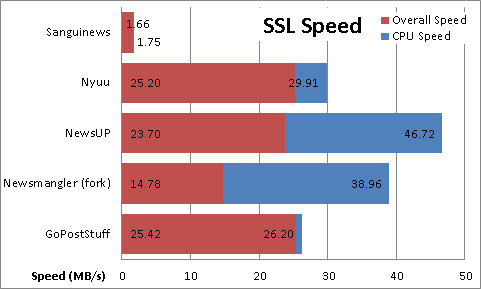 SSL Speed
Overall Speed
CPU Speed
Sanguinews
1.66
1.75
Nyuu
25.20
29.91
NewsUP
23.70
46.72
Newsmangler (fork)
14.78
38.96
GoPostStuff
25.42
26.20
Speed (MB/s)
0
10
20
30
40
50